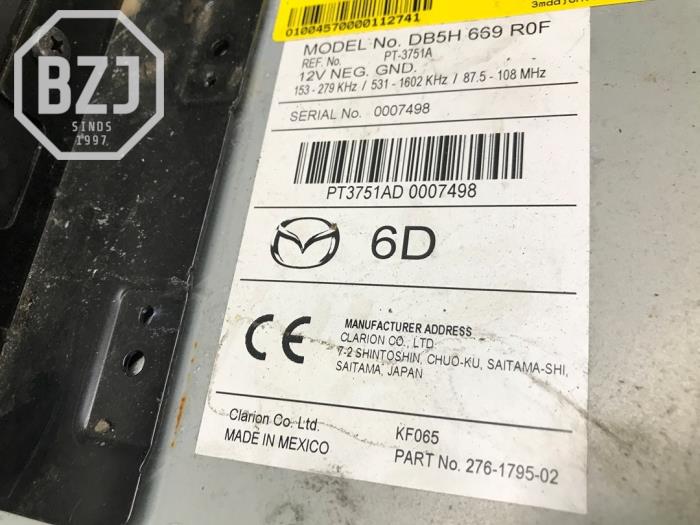 01004570000112741
MODEL No. DB5H 669 R0F
REF. No. PT-3751A
12V NEG. GND.
153 - 279 KHz / 531 - 1602 KHz / 87.5 - 108 MHz
SERIAL No. 0007498
PT3751AD 0007498
6D
MANUFACTURER ADDRESS
CLARION CO., LTD.
7-2 SHINTOSHIN, CHUO-KU, SAITAMA-SHI,
SAITAMA, JAPAN
CE
Clarion Co. Ltd. KF065
MADE IN MEXICO PART No. 276-1795-02
BZJ
SINDS
1997